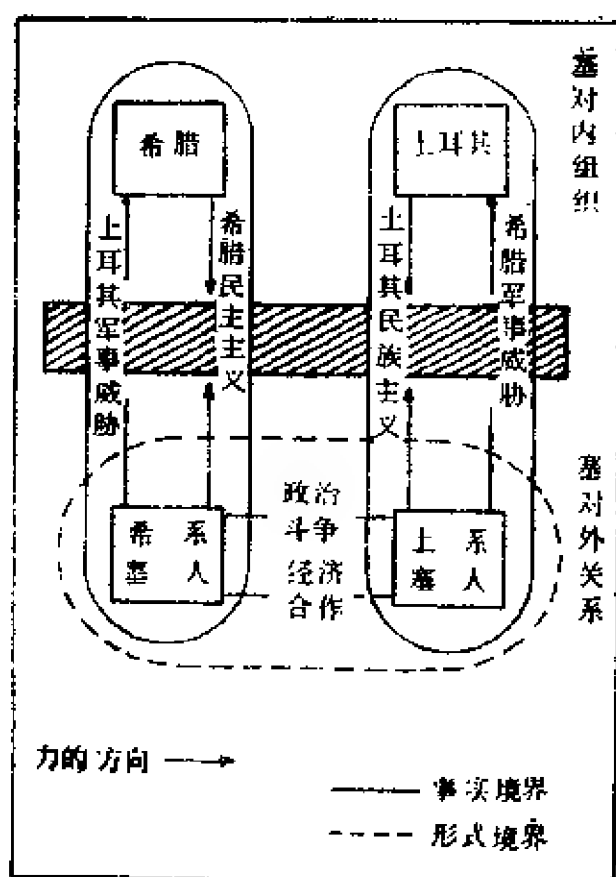 塞对内组织
希腊
土耳其
土耳其军事威胁
希腊民主主义
土耳其民族主义
希腊军事威胁
塞对外关系
政治
斗争
经济
合作
希系
塞人
土系
塞人
力的方向
事实境界
形式境界